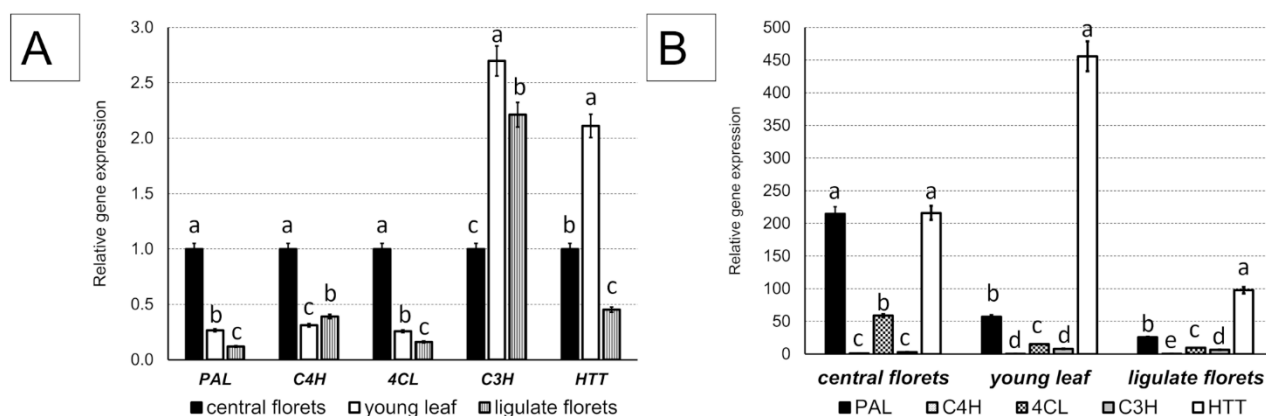 A
Relative gene expression
3.0
2.5
2.0
1.5
1.0
0.5
0.0
a b c
a c b
a b c
c a b
b a c
PAL C4H 4CL C3H HTT
central florets young leaf ligulate florets
B
Relative gene expression
500
450
400
350
300
250
200
150
100
50
0
a c b c a
b d c d a
b e c d a
central florets young leaf ligulate florets
PAL C4H 4CL C3H HTT